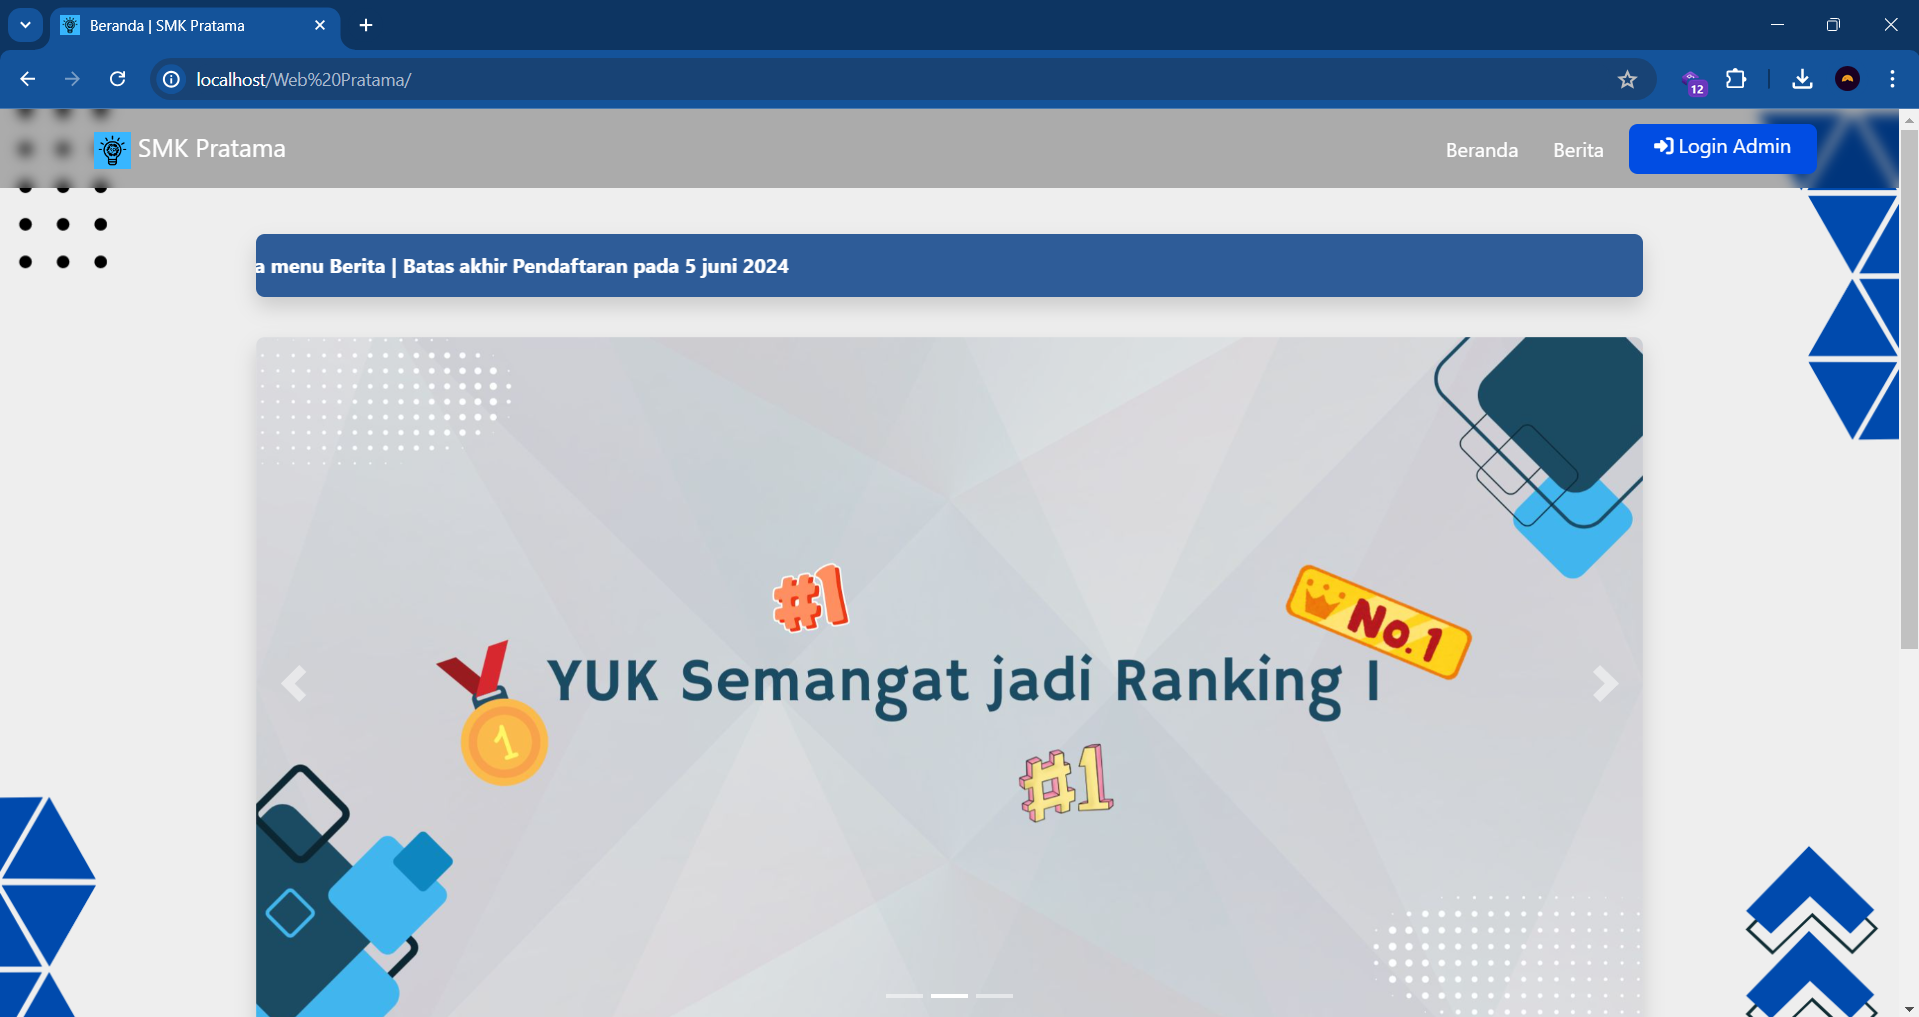 Beranda | SMK Pratama
localhost/Web%20Pratama/
12
SMK Pratama
Beranda
Berita
Login Admin
a menu Berita | Batas akhir Pendaftaran pada 5 juni 2024
#1
No.1
YUK Semangat jadi Ranking 1
1
#1